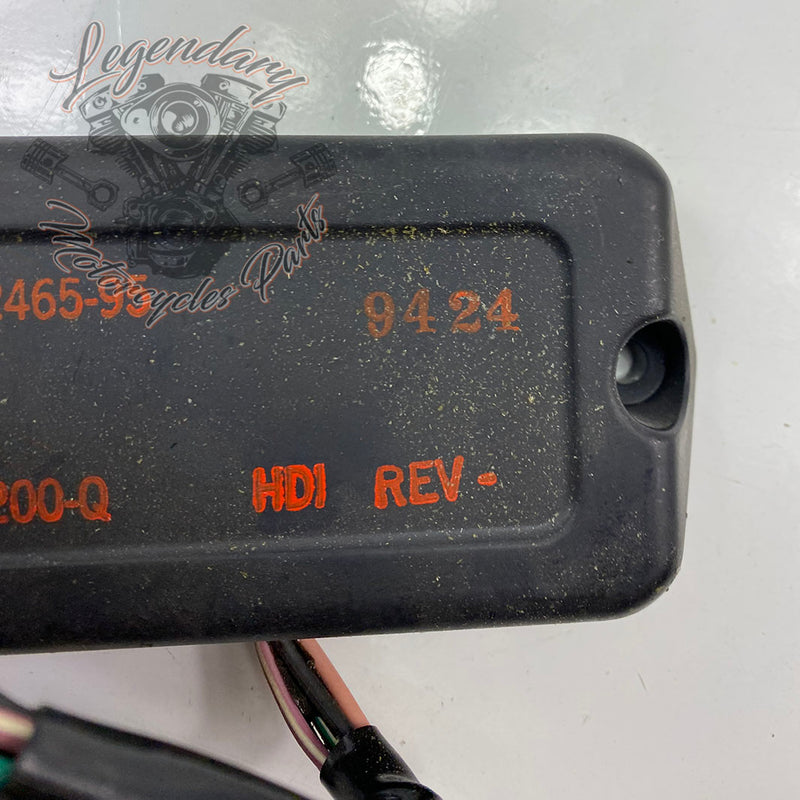 Legendary
Motorcycles Parts
2465-95 9424
200-Q HDI REV-